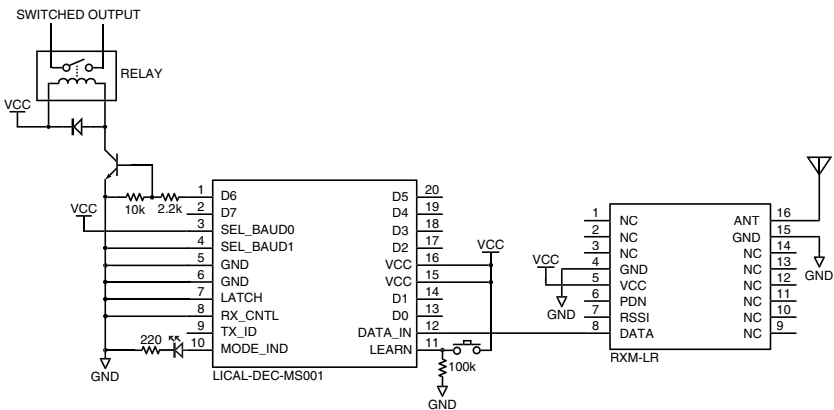 SWITCHED OUTPUT
RELAY
VCC
10k
2.2k
VCC
220
GND
1 D6
2 D7
3 SEL_BAUD0
4 SEL_BAUD1
5 GND
6 GND
7 LATCH
8 RX_CNTL
9 TX_ID
10 MODE_IND
D5 20
D4 19
D3 18
D2 17
VCC 16
VCC 15
D1 14
D0 13
DATA_IN 12
LEARN 11
LICAL-DEC-MS001
VCC
100k
GND
VCC
GND
1 NC
2 NC
3 NC
4 GND
5 VCC
6 PDN
7 RSSI
8 DATA
ANT 16
GND 15
NC 14
NC 13
NC 12
NC 11
NC 10
NC 9
RXM-LR
GND